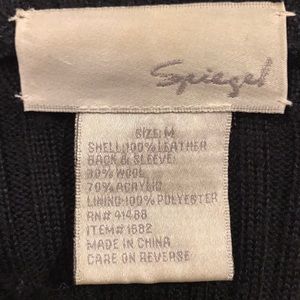 Spiegel
SIZE: M
SHELL: 100% LEATHER
BACK & SLEEVE:
30% WOOL
70% ACRYLIC
LINING: 100% POLYESTER
RN# 41488
ITEM# 1682
MADE IN CHINA
CARE ON REVERSE